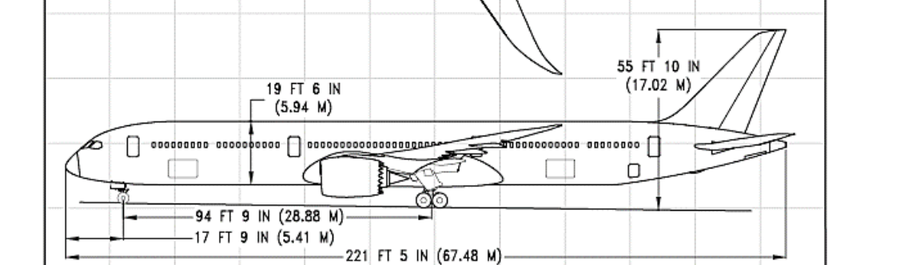 55 FT 10 IN
(17.02 M)
19 FT 6 IN
(5.94 M)
94 FT 9 IN (28.88 M)
17 FT 9 IN (5.41 M)
221 FT 5 IN (67.48 M)